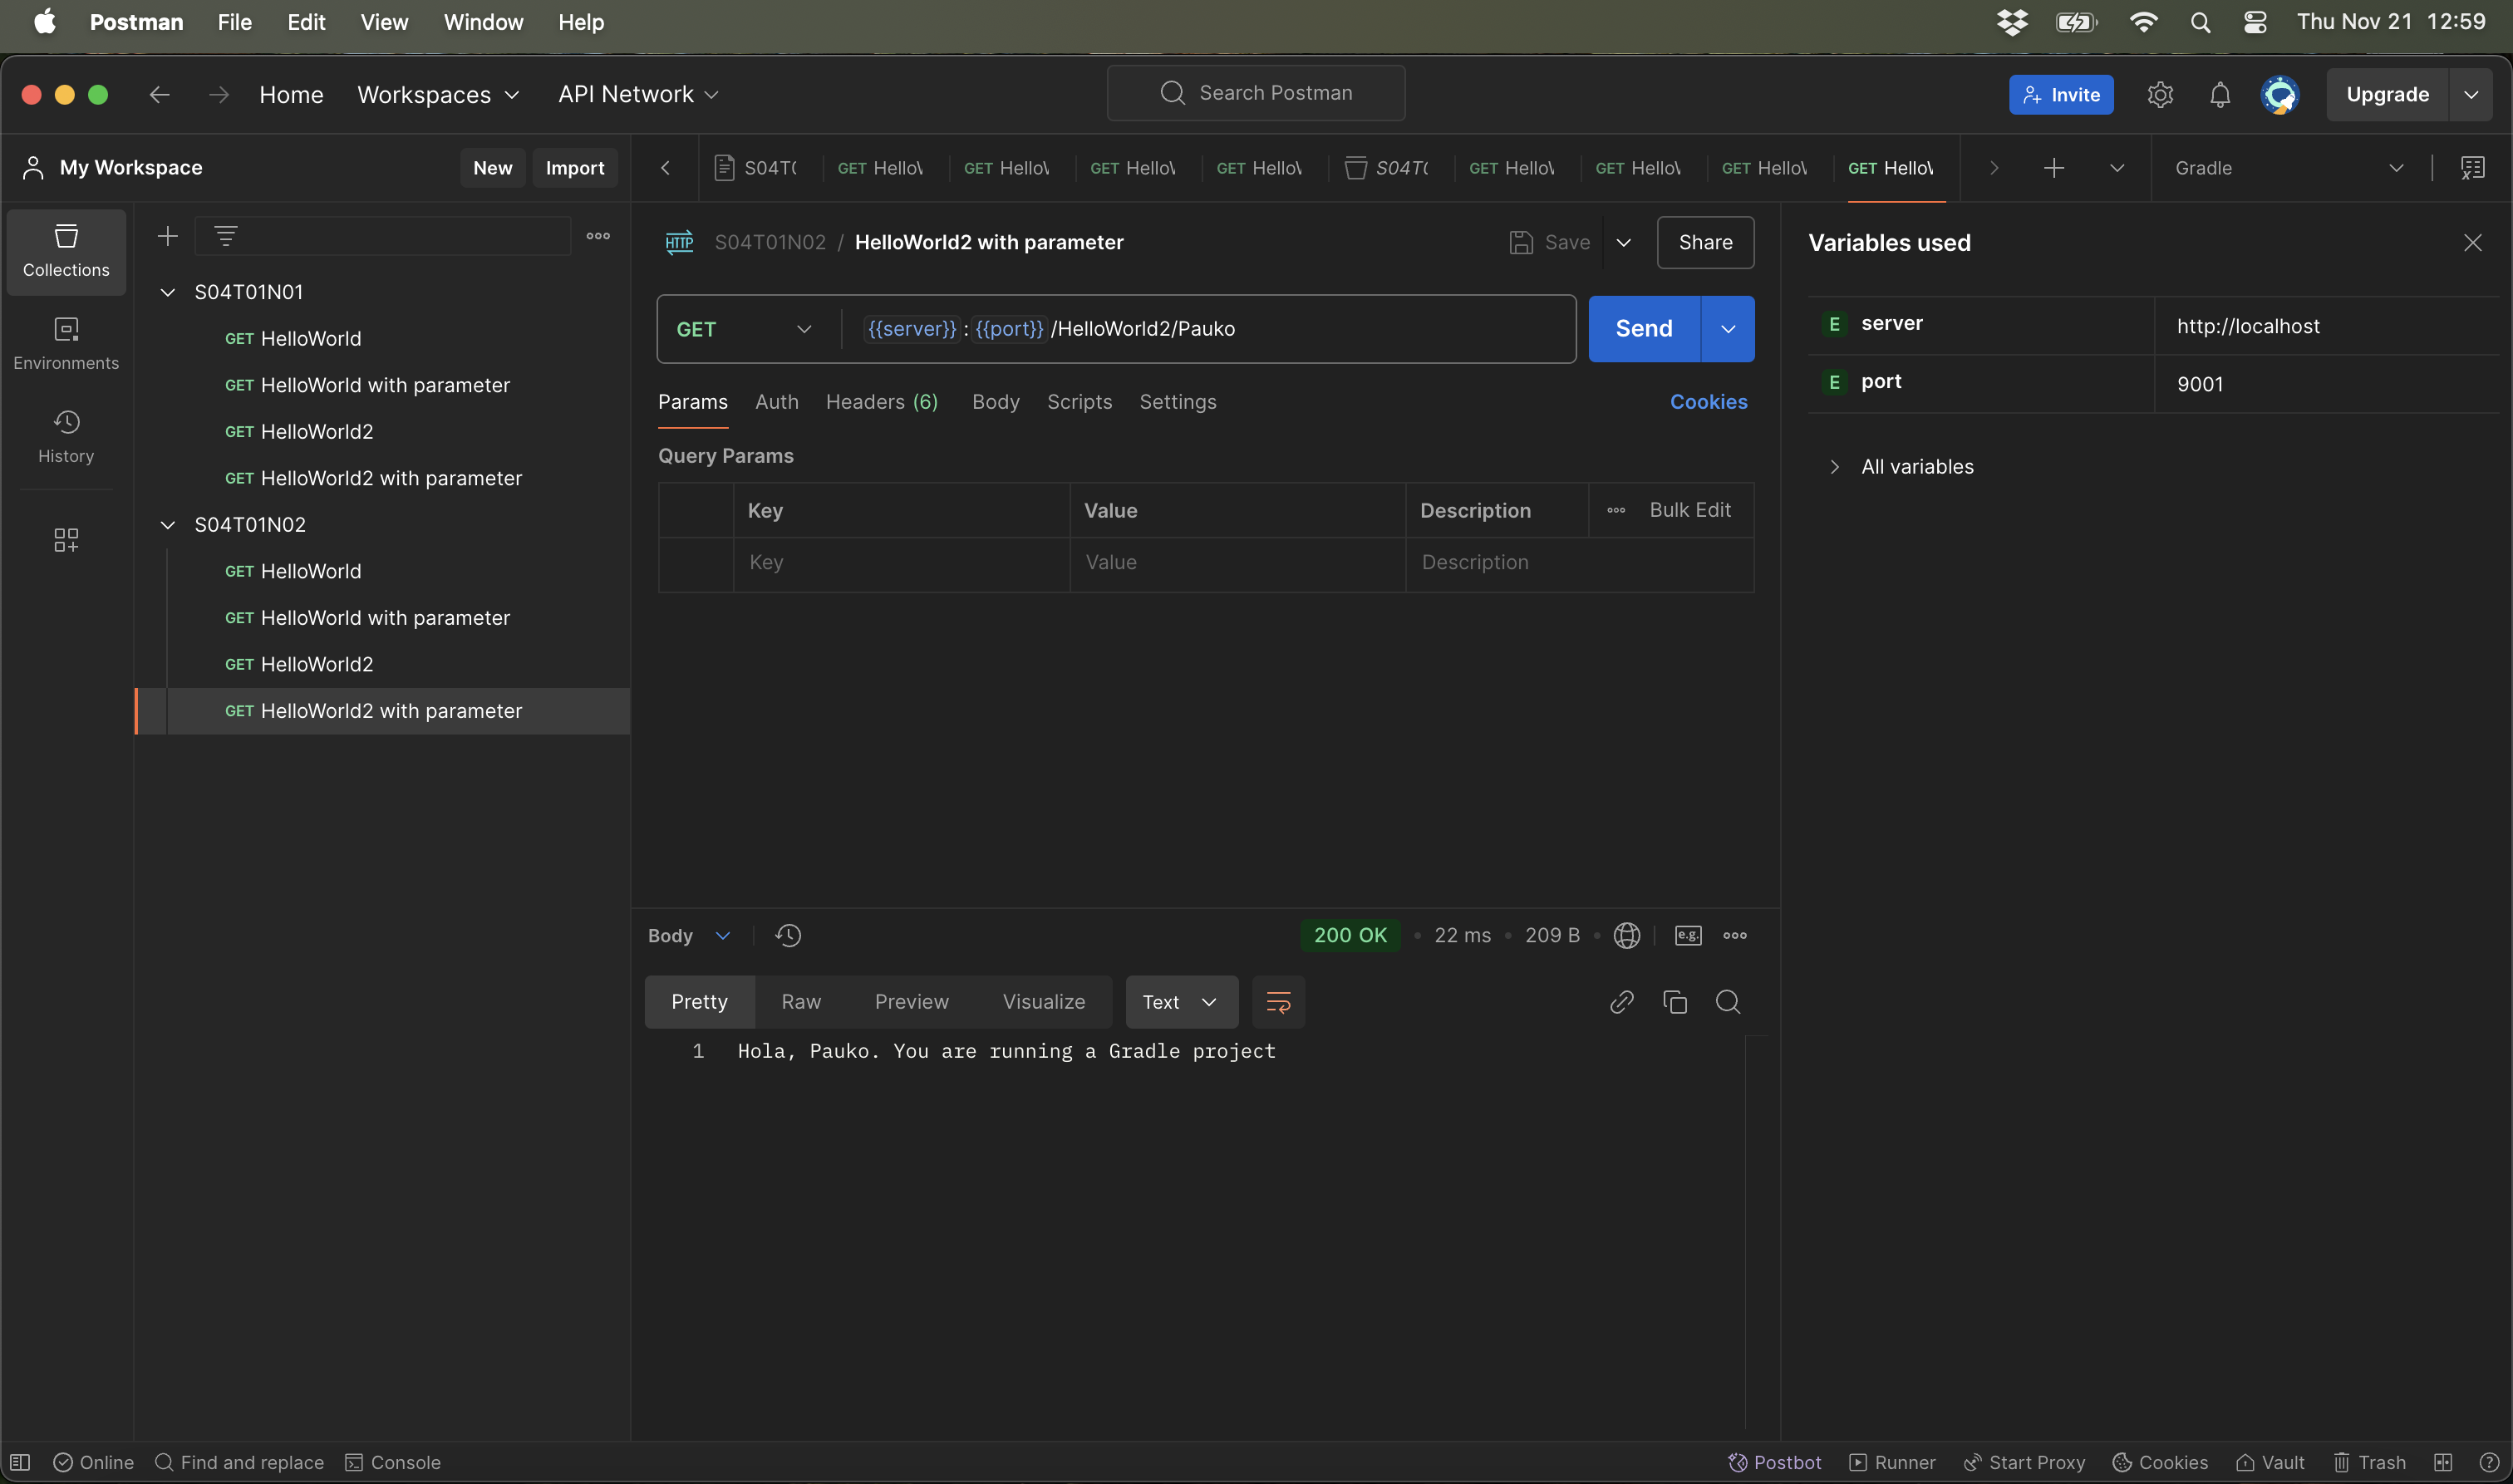 Postman File Edit View Window Help Thu Nov 21 12:59
Home Workspaces API Network Search Postman Invite Upgrade
My Workspace New Import S04T( GET Hello\ GET Hello\ GET Hello\ GET Hello\ S04T( GET Hello\ GET Hello\ GET Hello\ GET Hello\ Gradle
Collections
Environments
History
S04T01N01
GET HelloWorld
GET HelloWorld with parameter
GET HelloWorld2
GET HelloWorld2 with parameter
S04T01N02
GET HelloWorld
GET HelloWorld with parameter
GET HelloWorld2
GET HelloWorld2 with parameter
HTTP S04T01N02 / HelloWorld2 with parameter Save Share
GET {{server}}:{{port}}/HelloWorld2/Pauko Send
Params Auth Headers (6) Body Scripts Settings Cookies
Query Params
Key Value Description Bulk Edit
Key Value Description
Body 200 OK • 22 ms • 209 B • e.g.
Pretty Raw Preview Visualize Text
1 Hola, Pauko. You are running a Gradle project
Variables used
E server http://localhost
E port 9001
All variables
Online Find and replace Console Postbot Runner Start Proxy Cookies Vault Trash